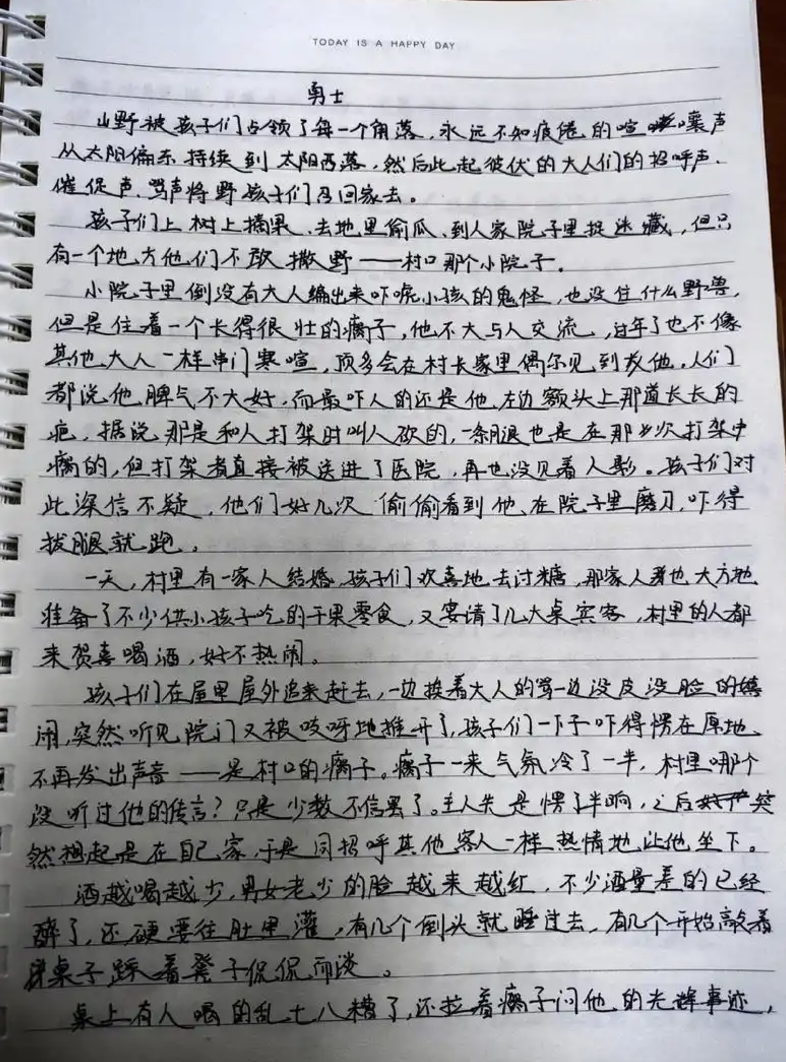 TODAY IS A HAPPY DAY
勇士
山野被孩子们占领了每一个角落，永远不知疲倦的喧嚷声
从太阳偏东持续到太阳西落，然后此起彼伏的大人们的招呼声、
催促声、骂声将野孩子们召回家去。
孩子们上树上摘果、去地里偷瓜、到人家院子里捉迷藏，但只
有一个地方他们不敢撒野——村口那个小院子。
小院子里倒没有大人编出来吓唬小孩的鬼怪，也没住什么野兽，
但是住着一个长得很壮的瘸子，他不大与人交流，过年了也不像
其他大人一样串门寒喧，顶多会在村长家里偶尔见到放他。人们
都说他脾气不大好，而最吓人的还是他左边额头上那道长长的
疤，据说那是和人打架时叫人砍的，一条腿也是在那次打架中
瘸的，但打架者直接被送进了医院，再也没见着人影。孩子们对
此深信不疑，他们好几次偷偷看到他在院子里磨刀，吓得
拔腿就跑。
一天，村里有一家人结婚，孩子们欢喜地去讨糖，那家人也大方地
准备了不少供小孩子吃的干果零食，又宴请了几大桌宾客，村里的人都
来贺喜喝酒，好不热闹。
孩子们在屋里屋外追来赶去，一边挨着大人的骂一边没皮没脸的嬉
闹，突然听见院门又被吱呀地推开了，孩子们一下子吓得愣在原地、
不再发出声音——是村口的瘸子。瘸子一来气氛冷了一半，村里哪个
没听过他的传言？只是少数不信罢了。主人先是愣了半晌，之后突
然想起是在自己家，于是同招呼其他客人一样热情地让他坐下。
酒越喝越少，男女老少的脸越来越红，不少酒量差的已经
醉了，还硬要往肚里灌，有几个倒头就睡过去，有几个开始敲着
桌子踩着凳子侃侃而谈。
桌上有人喝的乱七八糟了，还拉着瘸子问他的光辉事迹，